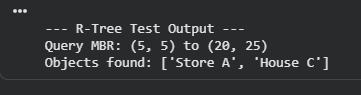 --- R-Tree Test Output ---
Query MBR: (5, 5) to (20, 25)
Objects found: ['Store A', 'House C']